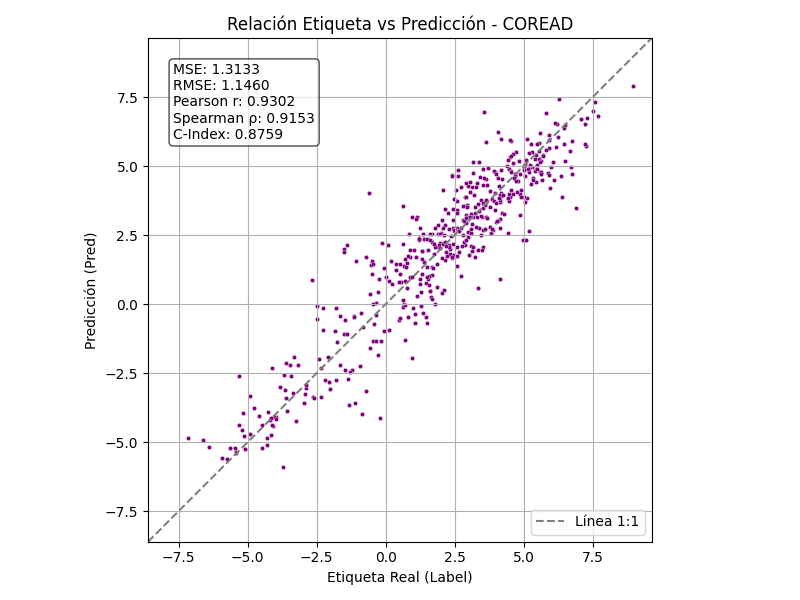 Relación Etiqueta vs Predicción - COREAD
MSE: 1.3133
RMSE: 1.1460
Pearson r: 0.9302
Spearman ρ: 0.9153
C-Index: 0.8759
7.5
5.0
2.5
0.0
−2.5
−5.0
−7.5
Predicción (Pred)
Línea 1:1
−7.5 −5.0 −2.5 0.0 2.5 5.0 7.5
Etiqueta Real (Label)